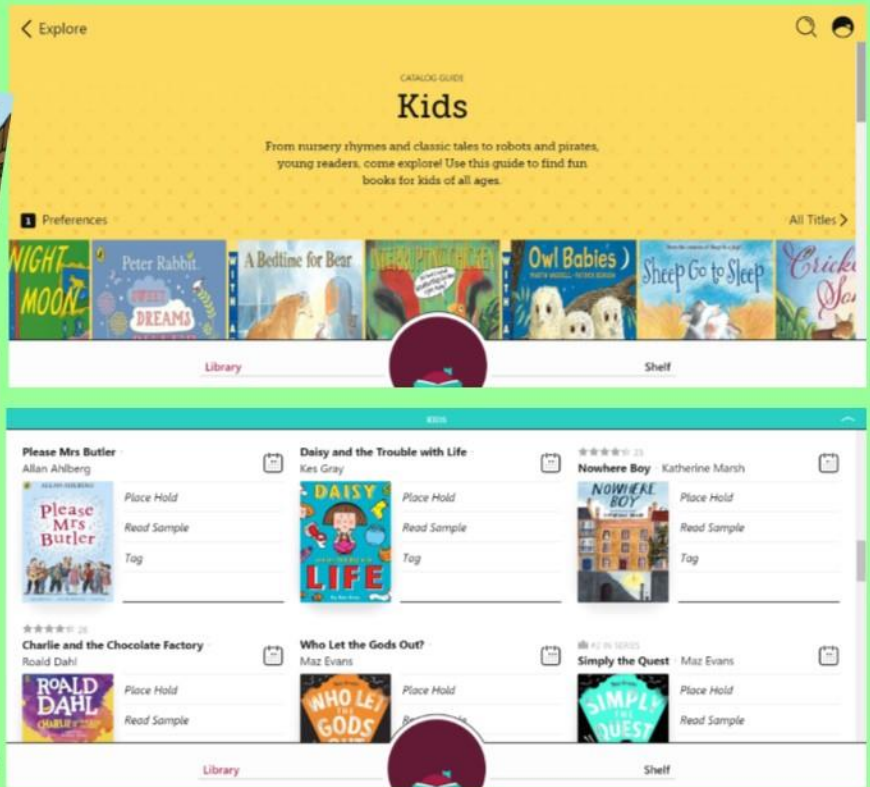 Explore
CATALOG GUIDE
Kids
From nursery rhymes and classic tales to robots and pirates,
young readers, come explore! Use this guide to find fun
books for kids of all ages.
1 Preferences
All Titles
NIGHT
MOON
Peter Rabbit
SWEET
DREAMS
WITH A
A Bedtime for Bear
WITH A
Owl Babies
MARTIN WADDELL • PATRICK BENSON
Sheep Go to Sleep
Library
Shelf
KIDS
Please Mrs Butler
Allan Ahlberg
ALLAN AHLBERG
Please
Mrs
Butler
Place Hold
Read Sample
Tag
Daisy and the Trouble with Life
Kes Gray
DAISY
LIFE
Place Hold
Read Sample
Tag
23
Nowhere Boy Katherine Marsh
NOWHERE
BOY
Place Hold
Read Sample
Tag
Charlie and the Chocolate Factory
Roald Dahl
ROALD
DAHL
Place Hold
Read Sample
Who Let the Gods Out?
Maz Evans
WHO LET
THE
GODS
OUT
Place Hold
#2 IN SERIES
Simply the Quest Maz Evans
SIMPLY
THE
QUEST
Place Hold
Read Sample
Library
Shelf